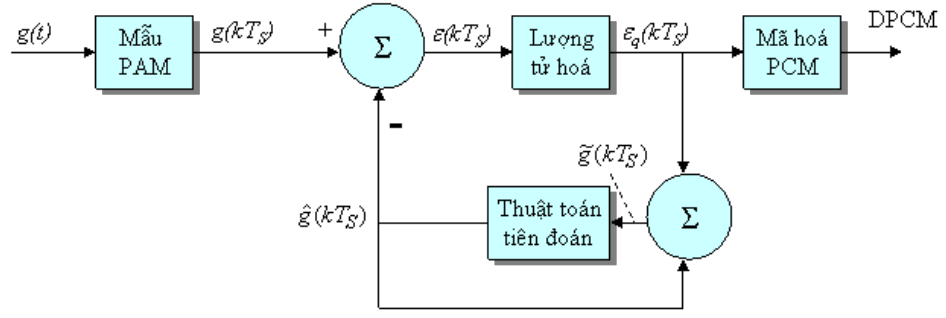 DPCM
g(t)
Mẫu
PAM
g(kTS)
+
Σ
ε(kTS)
Lượng
tử hoá
εq(kTS)
Mã hoá
PCM
-
g̃(kTS)
ĝ(kTS)
Thuật toán
tiên đoán
Σ